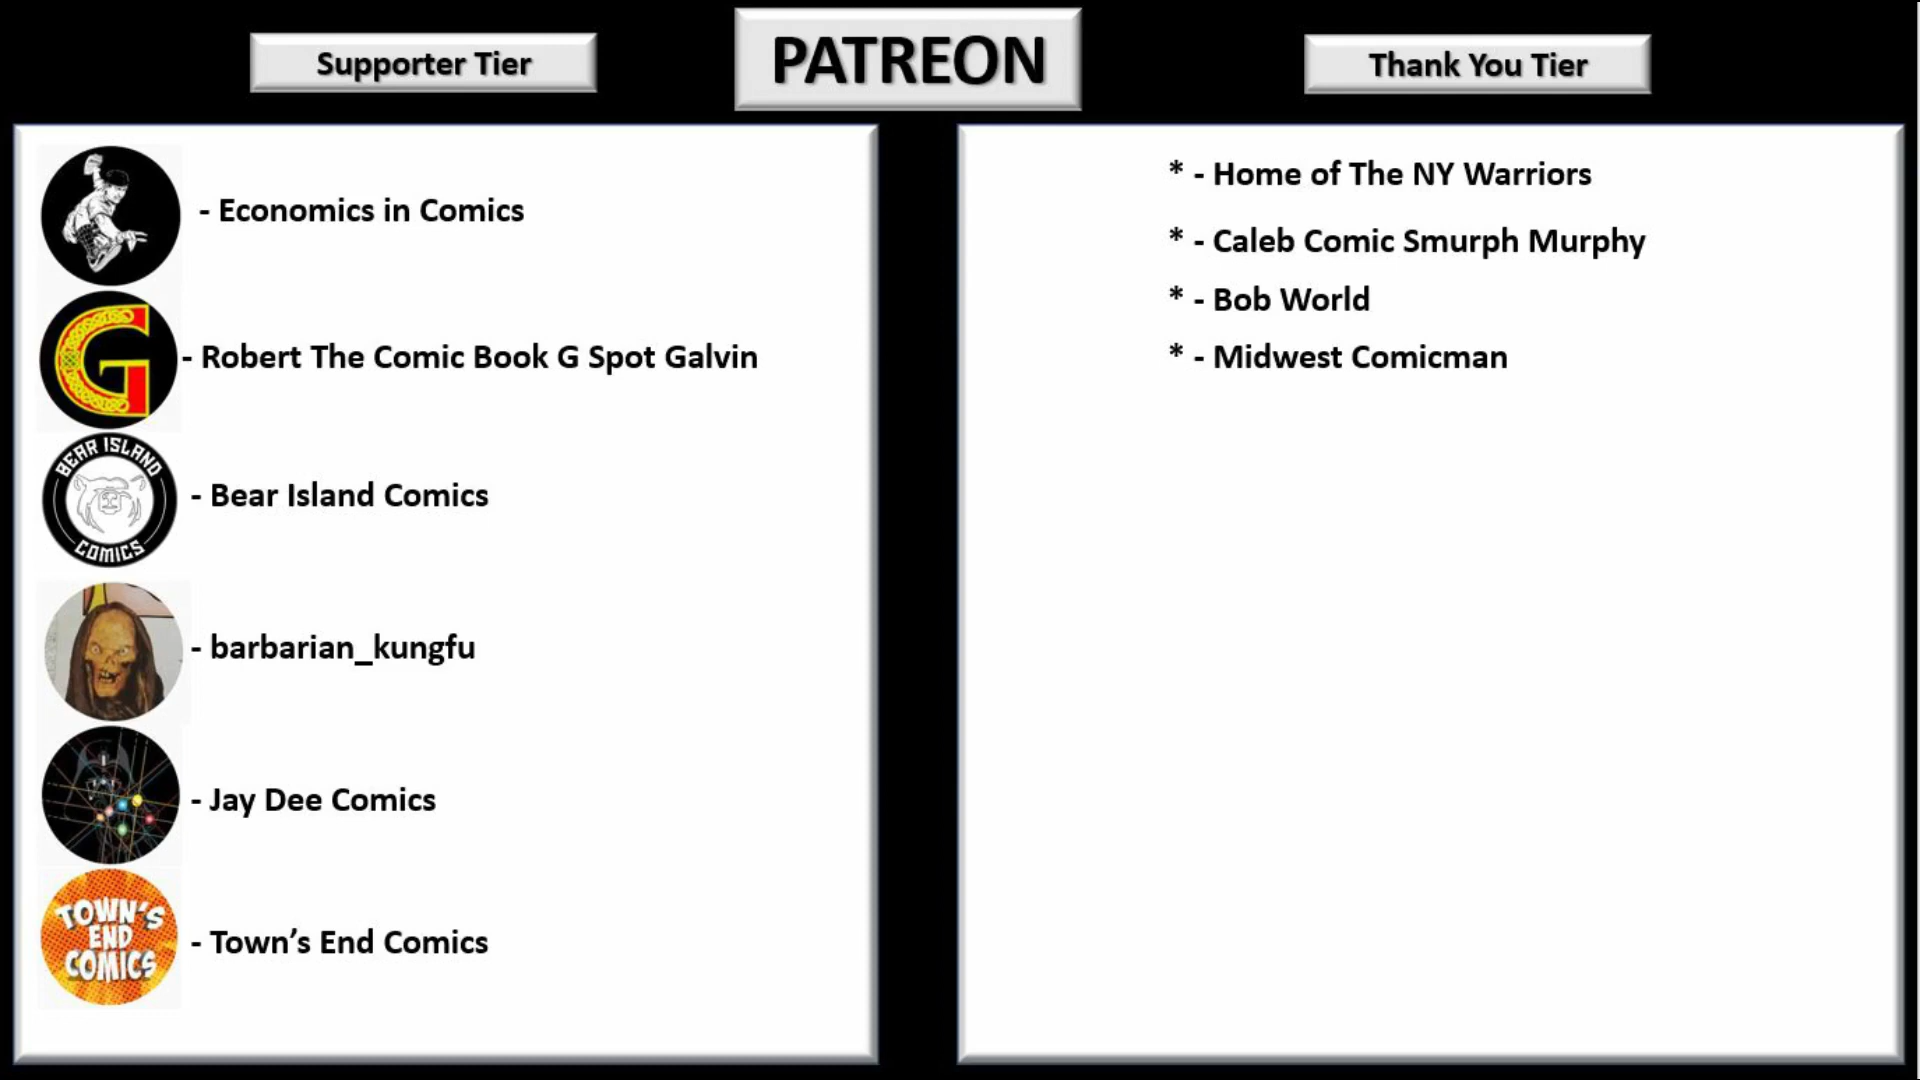 PATREON
Supporter Tier
- Economics in Comics
G
- Robert The Comic Book G Spot Galvin
BEAR ISLAND
COMICS
- Bear Island Comics
- barbarian_kungfu
- Jay Dee Comics
TOWN'S
END
COMICS
- Town’s End Comics
Thank You Tier
* - Home of The NY Warriors
* - Caleb Comic Smurph Murphy
* - Bob World
* - Midwest Comicman